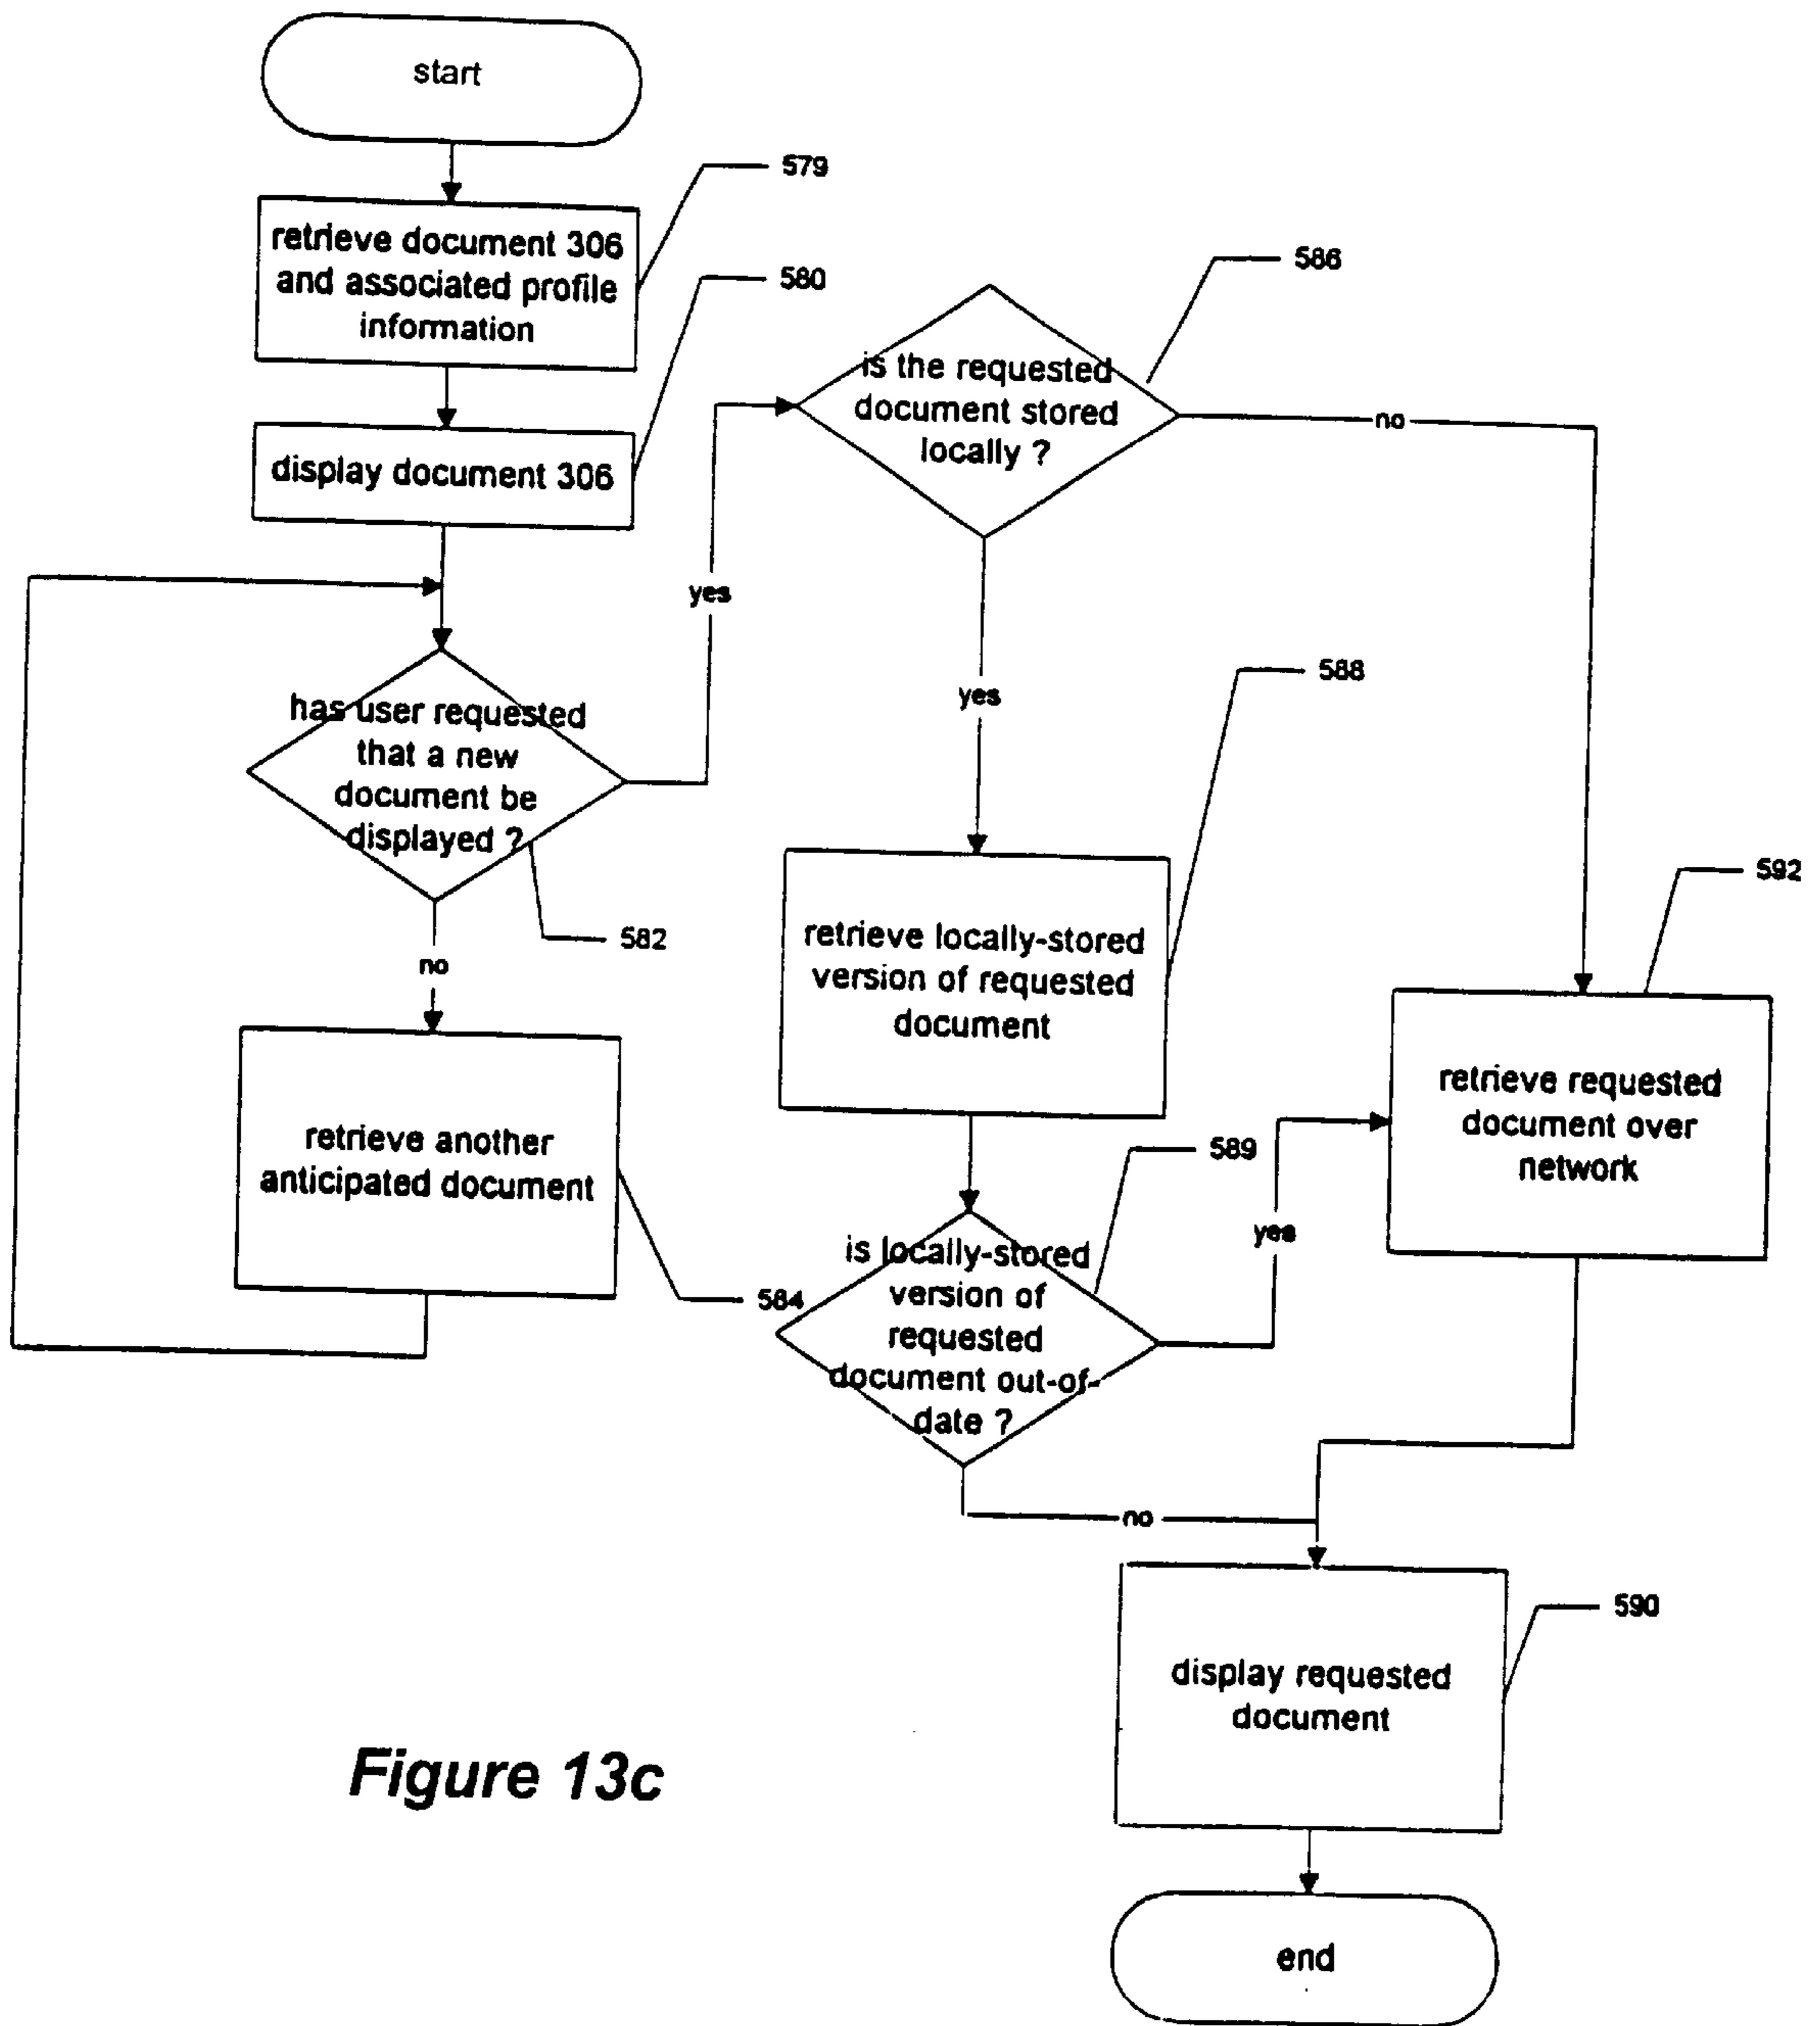 start
579
retrieve document 306
and associated profile
information
580
display document 306
586
is the requested
document stored
locally ?
no
yes
has user requested
that a new
document be
displayed ?
582
no
yes
588
retrieve locally-stored
version of requested
document
592
retrieve requested
document over
network
retrieve another
anticipated document
584
589
is locally-stored
version of
requested
document out-of-
date ?
yes
no
590
display requested
document
end
Figure 13c